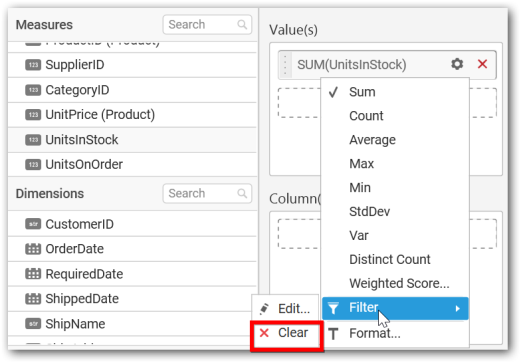 Measures
Search
ProductID (Product)
123 SupplierID
123 CategoryID
123 UnitPrice (Product)
123 UnitsInStock
123 UnitsOnOrder
Dimensions
Search
str CustomerID
OrderDate
RequiredDate
ShippedDate
str ShipName
Value(s)
SUM(UnitsInStock)
Column(
Sum
Count
Average
Max
Min
StdDev
Var
Distinct Count
Weighted Score...
Filter
Format...
Edit...
Clear